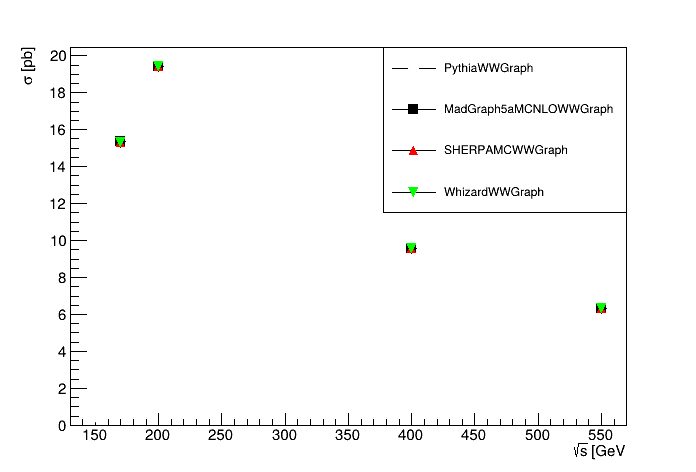 σ [pb]
20
18
16
14
12
10
8
6
4
2
0
PythiaWWGraph
MadGraph5aMCNLOWWGraph
SHERPAMCWWGraph
WhizardWWGraph
150 200 250 300 350 400 450 500 550
√s [GeV